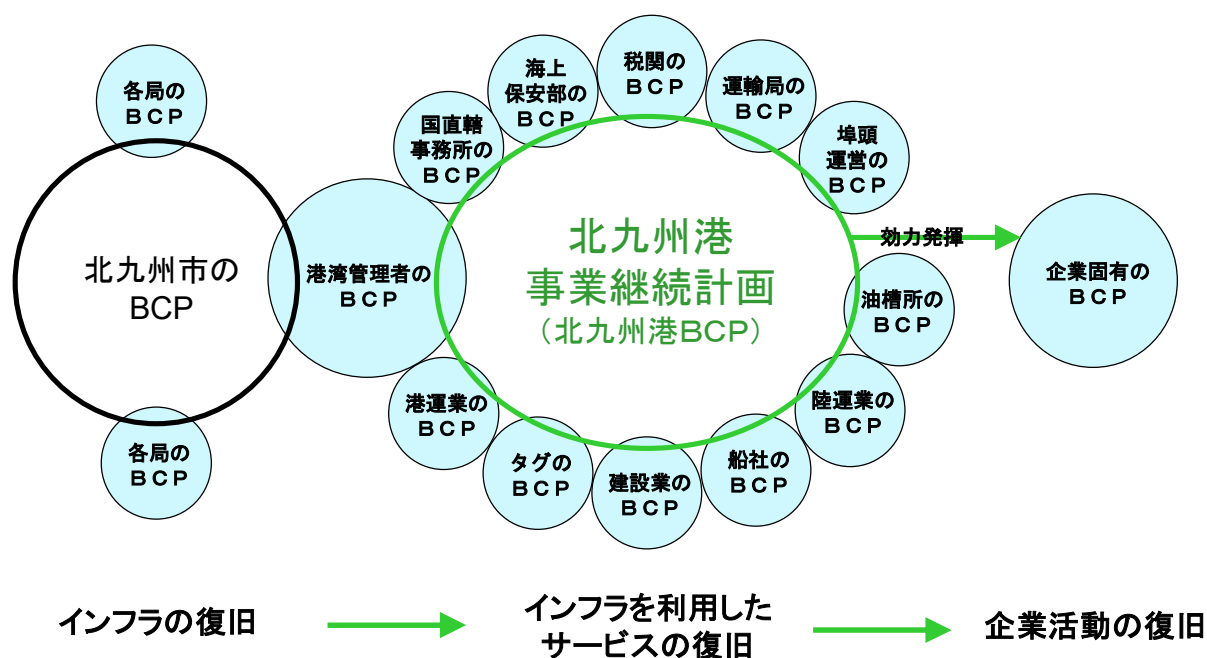 各局の
ＢＣＰ
海上
保安部の
ＢＣＰ
税関の
ＢＣＰ
運輸局の
ＢＣＰ
国直轄
事務所の
ＢＣＰ
埠頭
運営の
ＢＣＰ
北九州市の
BCP
港湾管理者の
ＢＣＰ
北九州港
事業継続計画
（北九州港BCP）
効力発揮
企業固有の
ＢＣＰ
油槽所の
ＢＣＰ
港運業の
ＢＣＰ
陸運業の
ＢＣＰ
各局の
ＢＣＰ
タグの
ＢＣＰ
建設業の
ＢＣＰ
船社の
ＢＣＰ
インフラの復旧
インフラを利用した
サービスの復旧
企業活動の復旧